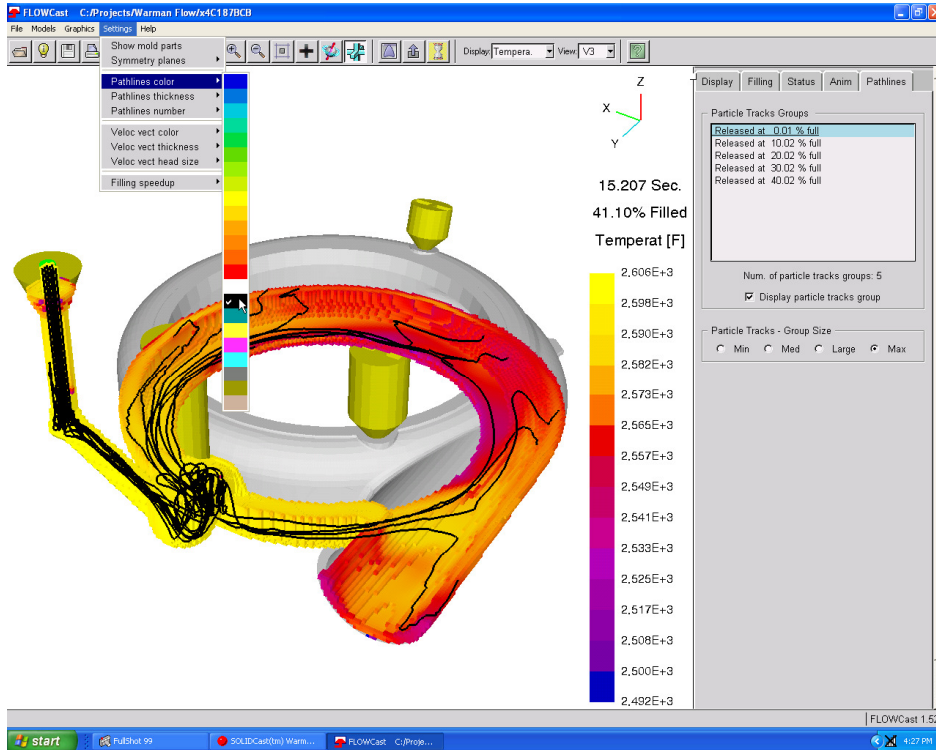 FLOWCast C:/Projects/Warman Flow/x4C187BCB
File Models Graphics Settings Help
Display: Tempera. View: V3
Show mold parts
Symmetry planes
Pathlines color
Pathlines thickness
Pathlines number
Veloc vect color
Veloc vect thickness
Veloc vect head size
Filling speedup
Z
X
Y
15.207 Sec.
41.10% Filled
Temperat [F]
2,606E+3
2,598E+3
2,590E+3
2,582E+3
2,573E+3
2,565E+3
2,557E+3
2,549E+3
2,541E+3
2,533E+3
2,525E+3
2,517E+3
2,508E+3
2,500E+3
2,492E+3
Display Filling Status Anim Pathlines
Particle Tracks Groups
Released at 0.01 % full
Released at 10.02 % full
Released at 20.02 % full
Released at 30.02 % full
Released at 40.02 % full
Num. of particle tracks groups: 5
Display particle tracks group
Particle Tracks - Group Size
Min Med Large Max
FLOWCast 1.52
start FullShot 99 SOLIDCast(tm) Warm... FLOWCast C:/Proje... 4:27 PM